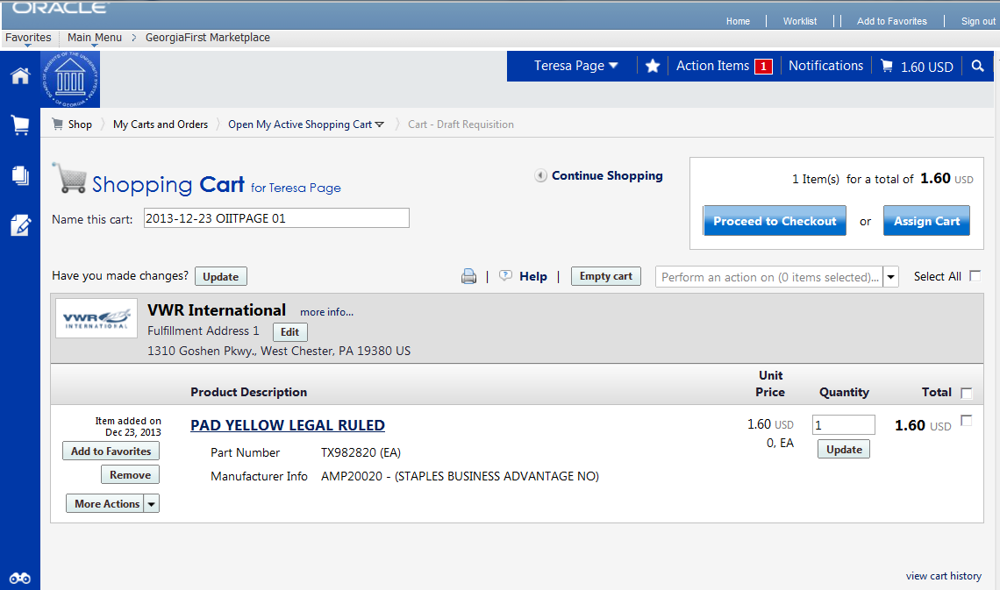 ORACLE
Home | Worklist | | Add to Favorites | Sign out
Favorites Main Menu > GeorgiaFirst Marketplace
Teresa Page Action Items 1 Notifications 1.60 USD
Shop My Carts and Orders Open My Active Shopping Cart Cart - Draft Requisition
Shopping Cart for Teresa Page
Continue Shopping
1 Item(s) for a total of 1.60 USD
Name this cart: 2013-12-23 OIITPAGE 01
Proceed to Checkout or Assign Cart
Have you made changes? Update | Help | Empty cart Perform an action on (0 items selected)... Select All
VWR INTERNATIONAL
VWR International more info...
Fulfillment Address 1 Edit
1310 Goshen Pkwy., West Chester, PA 19380 US
Product Description Unit Price Quantity Total
Item added on
Dec 23, 2013
PAD YELLOW LEGAL RULED 1.60 USD 1 1.60 USD
0, EA
Add to Favorites Part Number TX982820 (EA) Update
Remove Manufacturer Info AMP20020 - (STAPLES BUSINESS ADVANTAGE NO)
More Actions
view cart history